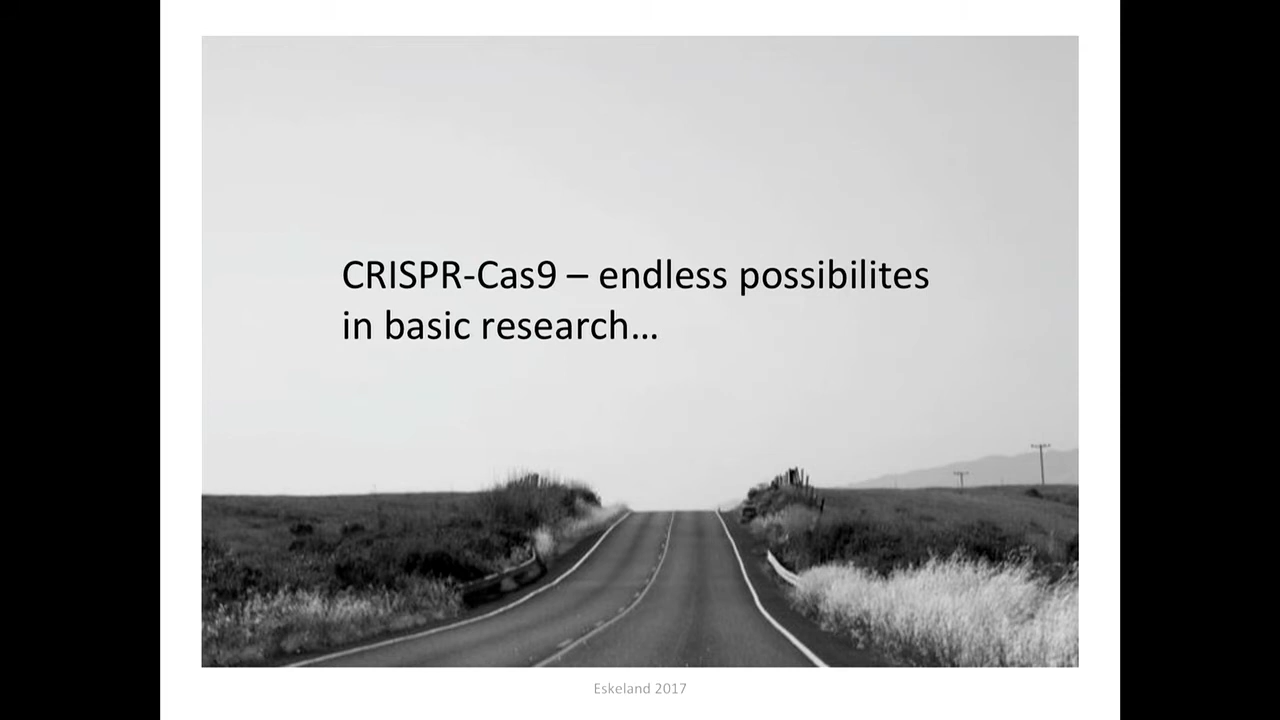 CRISPR-Cas9 – endless possibilites
in basic research...
Eskeland 2017